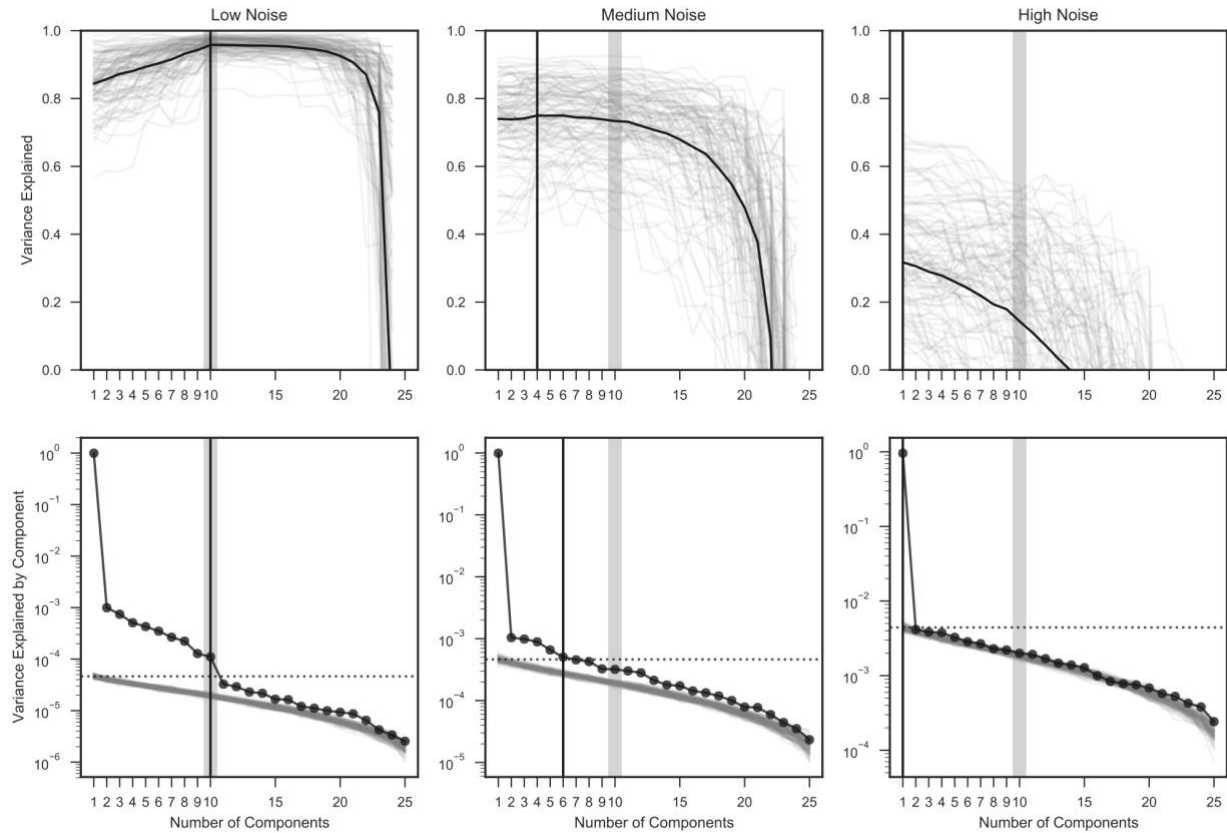 Low Noise
Medium Noise
High Noise
Variance Explained
1.0
0.8
0.6
0.4
0.2
0.0
1 2 3 4 5 6 7 8 9 10 15 20 25
1.0
0.8
0.6
0.4
0.2
0.0
1 2 3 4 5 6 7 8 9 10 15 20 25
1.0
0.8
0.6
0.4
0.2
0.0
1 2 3 4 5 6 7 8 9 10 15 20 25
Variance Explained by Component
10⁰
10⁻¹
10⁻²
10⁻³
10⁻⁴
10⁻⁵
10⁻⁶
1 2 3 4 5 6 7 8 9 10 15 20 25
Number of Components
10⁰
10⁻¹
10⁻²
10⁻³
10⁻⁴
10⁻⁵
1 2 3 4 5 6 7 8 9 10 15 20 25
Number of Components
10⁰
10⁻¹
10⁻²
10⁻³
10⁻⁴
1 2 3 4 5 6 7 8 9 10 15 20 25
Number of Components